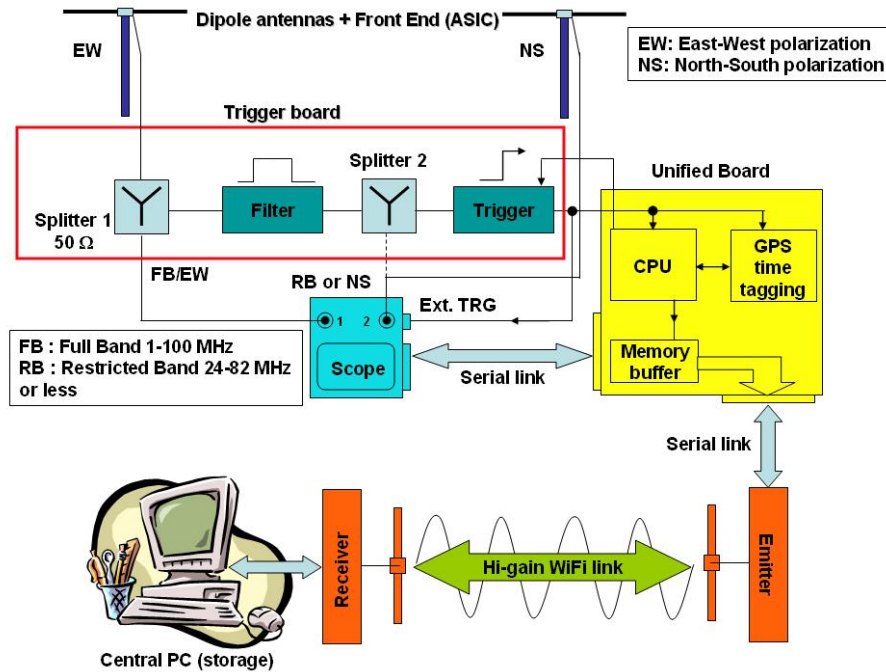 Dipole antennas + Front End (ASIC)
EW
NS
EW: East-West polarization
NS: North-South polarization
Trigger board
Splitter 2
Unified Board
Splitter 1
50 Ω
Filter
Trigger
CPU
GPS
time
tagging
FB/EW
RB or NS
Ext. TRG
1
2
Scope
Memory
buffer
FB : Full Band 1-100 MHz
RB : Restricted Band 24-82 MHz
or less
Serial link
Serial link
Receiver
Hi-gain WiFi link
Emitter
Central PC (storage)